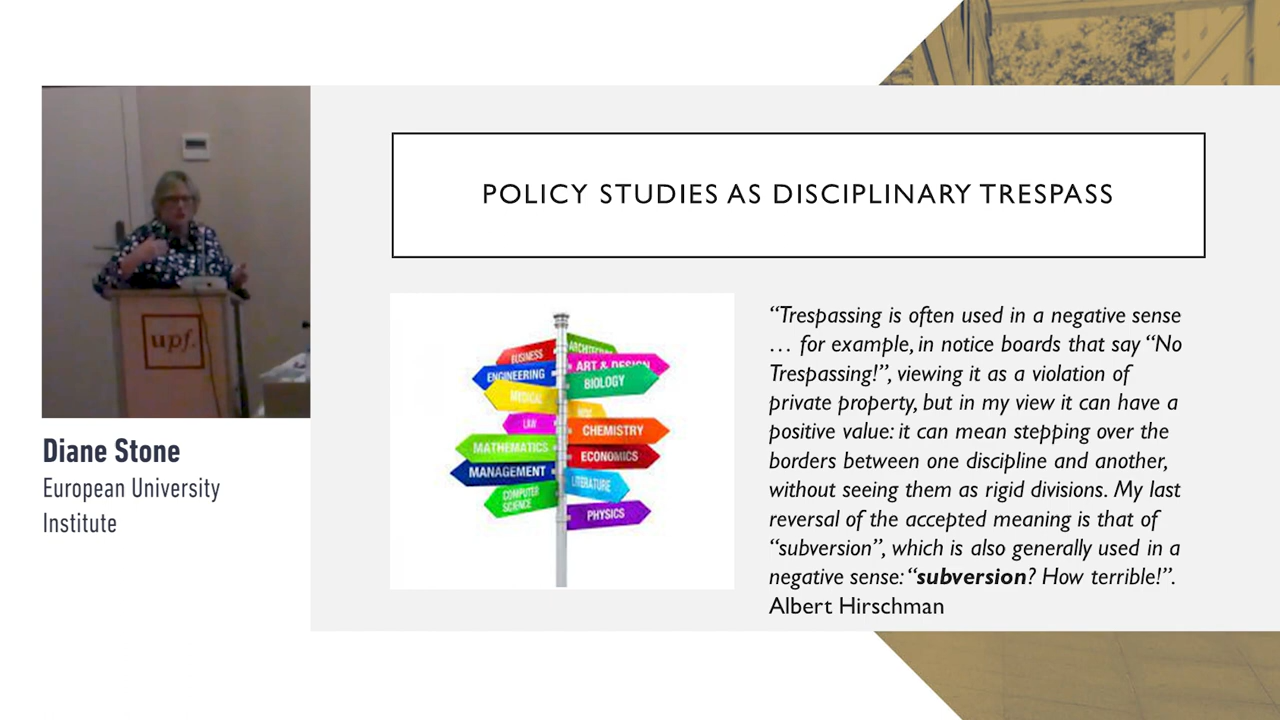 POLICY STUDIES AS DISCIPLINARY TRESPASS
upf.
Diane Stone
European University
Institute
BUSINESS
ENGINEERING
MEDICAL
LAW
MATHEMATICS
MANAGEMENT
COMPUTER
SCIENCE
ART & DESIGN
BIOLOGY
CHEMISTRY
ECONOMICS
LITERATURE
PHYSICS
“Trespassing is often used in a negative sense
… for example, in notice boards that say “No
Trespassing!”, viewing it as a violation of
private property, but in my view it can have a
positive value: it can mean stepping over the
borders between one discipline and another,
without seeing them as rigid divisions. My last
reversal of the accepted meaning is that of
“subversion”, which is also generally used in a
negative sense: “subversion? How terrible!”.
Albert Hirschman